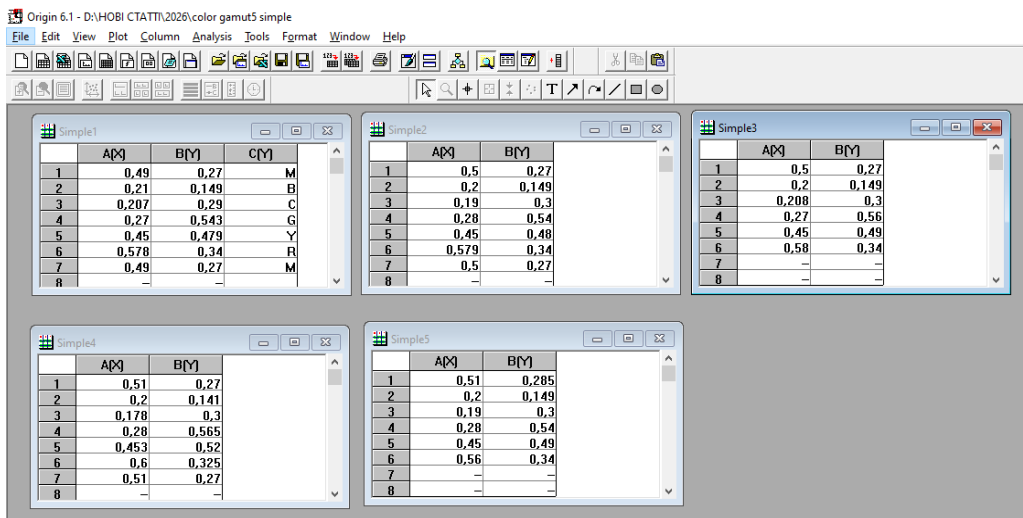 Origin 6.1 - D:\HOBI СТАТТІ\2026\color gamut5 simple
File Edit View Plot Column Analysis Tools Format Window Help
Simple1
A(X) B(Y) C(Y)
1 0,49 0,27 M
2 0,21 0,149 B
3 0,207 0,29 C
4 0,27 0,543 G
5 0,45 0,479 Y
6 0,578 0,34 R
7 0,49 0,27 M
8 – –
Simple2
A(X) B(Y)
1 0,5 0,27
2 0,2 0,149
3 0,19 0,3
4 0,28 0,54
5 0,45 0,48
6 0,579 0,34
7 0,5 0,27
8 – –
Simple3
A(X) B(Y)
1 0,5 0,27
2 0,2 0,149
3 0,208 0,3
4 0,27 0,56
5 0,45 0,49
6 0,58 0,34
7 – –
8 – –
Simple4
A(X) B(Y)
1 0,51 0,27
2 0,2 0,141
3 0,178 0,3
4 0,28 0,565
5 0,453 0,52
6 0,6 0,325
7 0,51 0,27
8 – –
Simple5
A(X) B(Y)
1 0,51 0,285
2 0,2 0,149
3 0,19 0,3
4 0,28 0,54
5 0,45 0,49
6 0,56 0,34
7 – –
8 – –